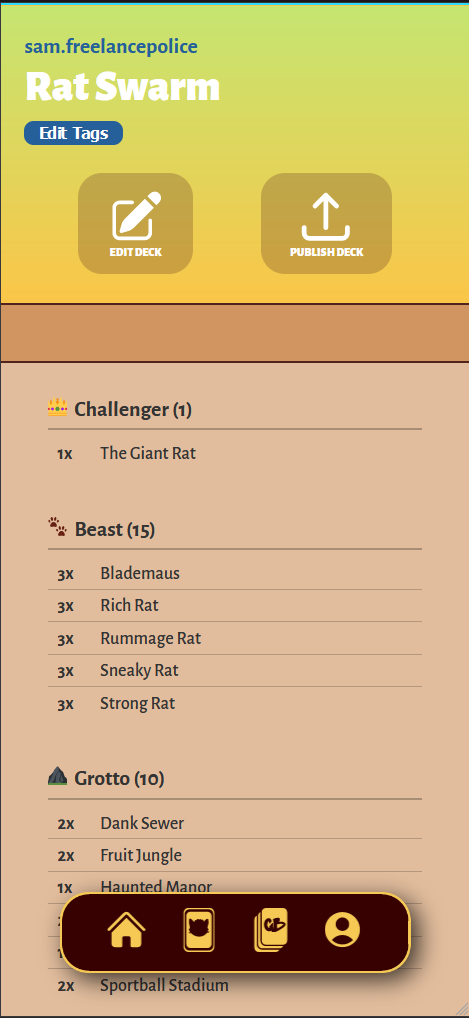 sam.freelancepolice
Rat Swarm
Edit Tags
EDIT DECK
PUBLISH DECK
Challenger (1)
1x The Giant Rat
Beast (15)
3x Blademaus
3x Rich Rat
3x Rummage Rat
3x Sneaky Rat
3x Strong Rat
Grotto (10)
2x Dank Sewer
2x Fruit Jungle
1x Haunted Manor
2x Sportball Stadium